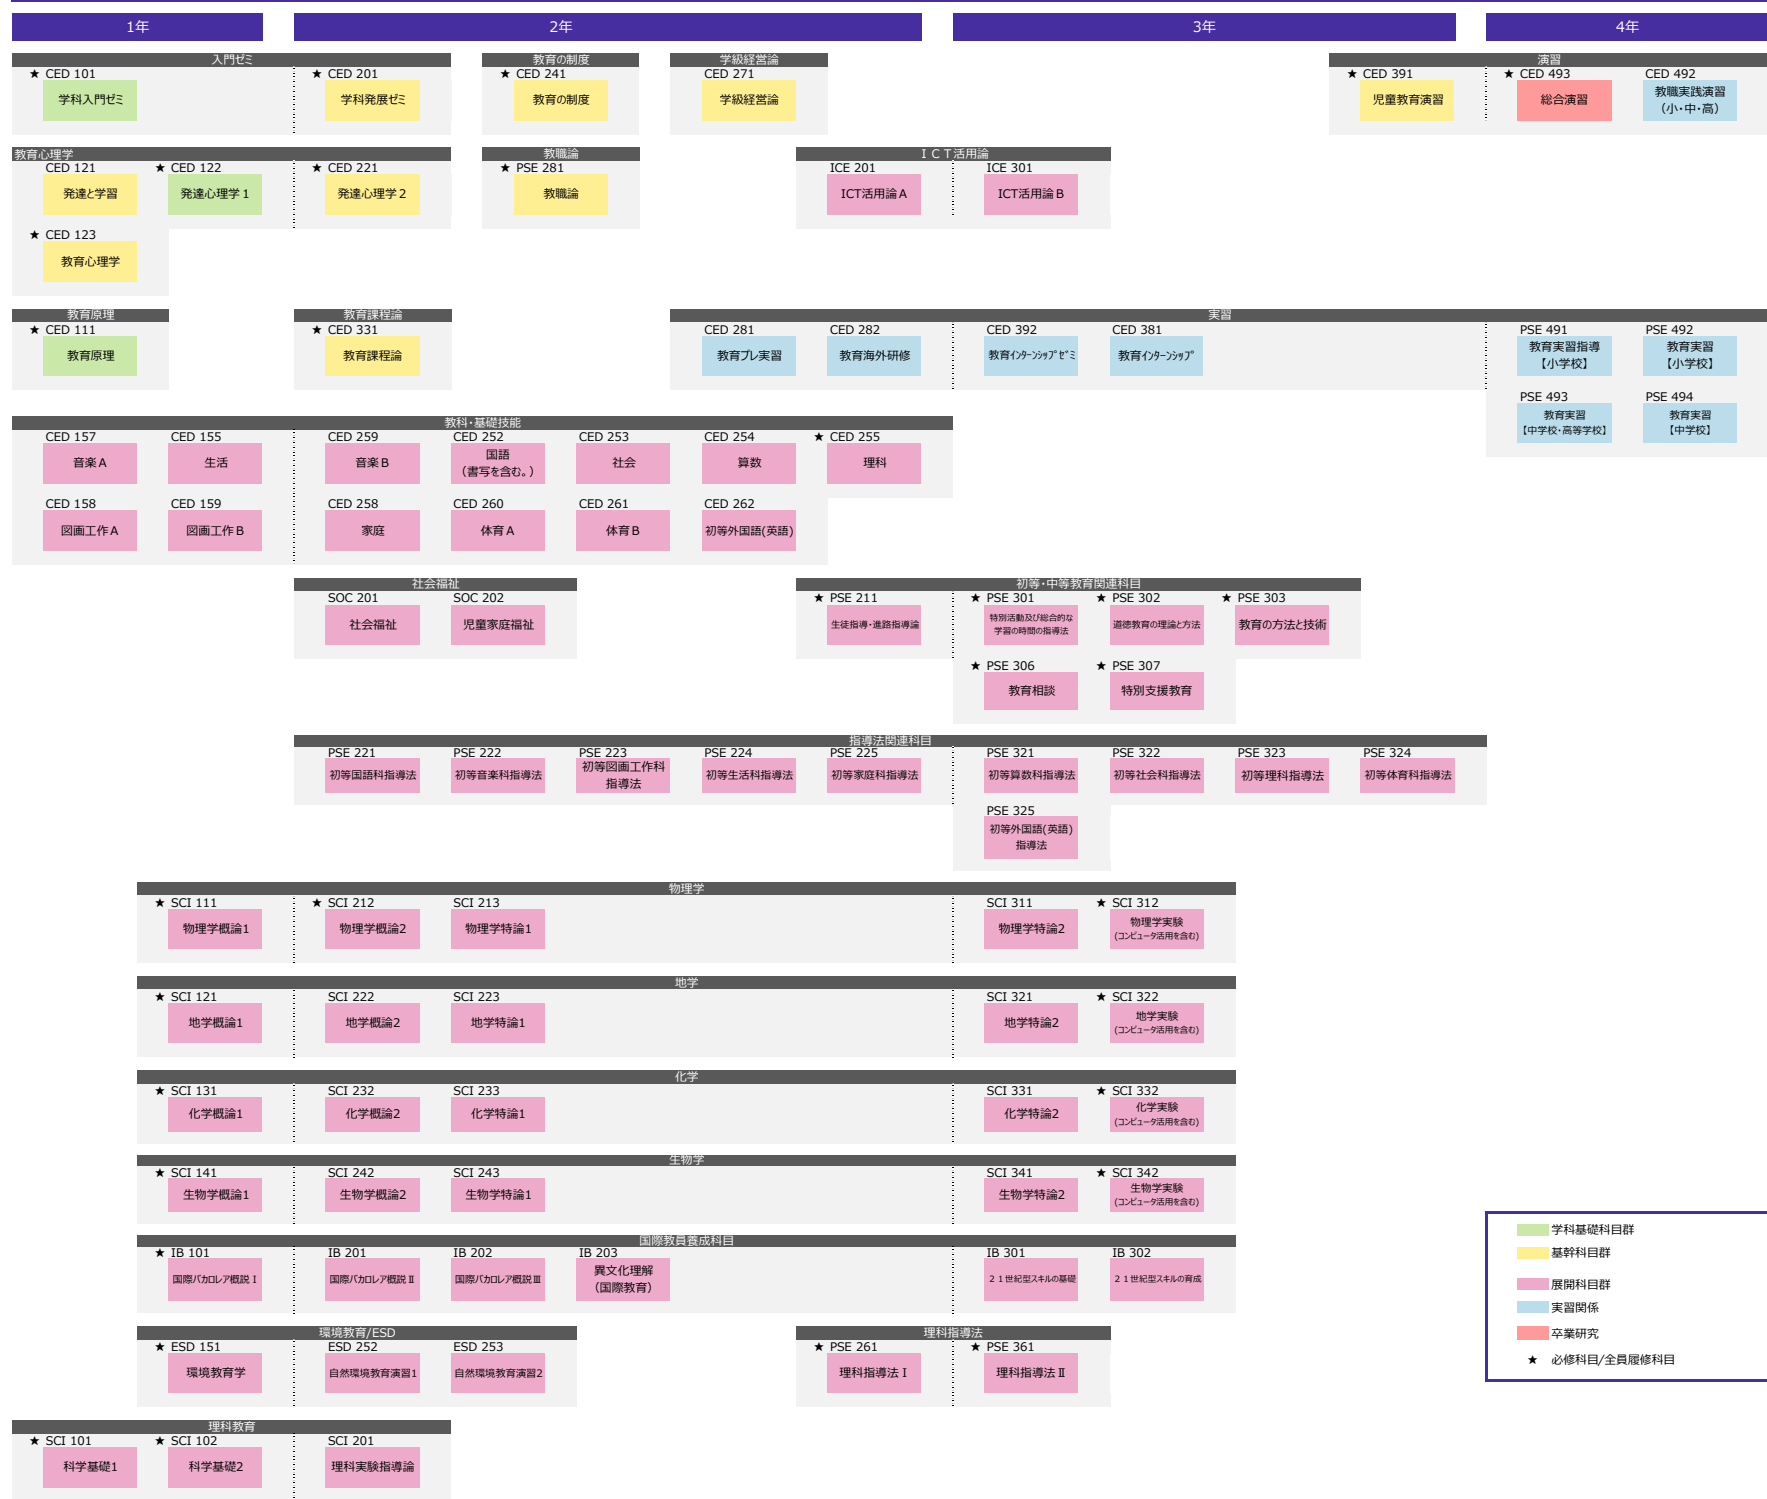 1年
2年
3年
4年
入門ゼミ
教育の制度
学級経営論
演習
★ CED 101
★ CED 201
★ CED 241
CED 271
★ CED 391
★ CED 493
CED 492
学科入門ゼミ
学科発展ゼミ
教育の制度
学級経営論
児童教育演習
総合演習
教職実践演習
（小・中・高）
教育心理学
教職論
ＩＣＴ活用論
CED 121
★ CED 122
★ CED 221
★ PSE 281
ICE 201
ICE 301
発達と学習
発達心理学１
発達心理学２
教職論
ICT活用論Ａ
ICT活用論Ｂ
★ CED 123
教育心理学
教育原理
教育課程論
実習
★ CED 111
★ CED 331
CED 281
CED 282
CED 392
CED 381
PSE 491
PSE 492
教育原理
教育課程論
教育プレ実習
教育海外研修
教育ｲﾝﾀｰﾝｼｯﾌﾟｾﾞﾐ
教育ｲﾝﾀｰﾝｼｯﾌﾟ
教育実習指導
【小学校】
教育実習
【小学校】
PSE 493
PSE 494
教育実習
【中学校・高等学校】
教育実習
【中学校】
教科・基礎技能
CED 157
CED 155
CED 259
CED 252
CED 253
CED 254
★ CED 255
音楽Ａ
生活
音楽Ｂ
国語
（書写を含む。）
社会
算数
理科
CED 158
CED 159
CED 258
CED 260
CED 261
CED 262
図画工作Ａ
図画工作Ｂ
家庭
体育Ａ
体育Ｂ
初等外国語(英語)
社会福祉
初等・中等教育関連科目
SOC 201
SOC 202
★ PSE 211
★ PSE 301
★ PSE 302
★ PSE 303
社会福祉
児童家庭福祉
生徒指導・進路指導論
特別活動及び総合的な
学習の時間の指導法
道徳教育の理論と方法
教育の方法と技術
★ PSE 306
★ PSE 307
教育相談
特別支援教育
指導法関連科目
PSE 221
PSE 222
PSE 223
PSE 224
PSE 225
PSE 321
PSE 322
PSE 323
PSE 324
初等国語科指導法
初等音楽科指導法
初等図画工作科
指導法
初等生活科指導法
初等家庭科指導法
初等算数科指導法
初等社会科指導法
初等理科指導法
初等体育科指導法
PSE 325
初等外国語(英語)
指導法
物理学
★ SCI 111
★ SCI 212
SCI 213
SCI 311
★ SCI 312
物理学概論1
物理学概論2
物理学特論1
物理学特論2
物理学実験
(コンピュータ活用を含む)
地学
★ SCI 121
SCI 222
SCI 223
SCI 321
★ SCI 322
地学概論1
地学概論2
地学特論1
地学特論2
地学実験
(コンピュータ活用を含む)
化学
★ SCI 131
SCI 232
SCI 233
SCI 331
★ SCI 332
化学概論1
化学概論2
化学特論1
化学特論2
化学実験
(コンピュータ活用を含む)
生物学
★ SCI 141
SCI 242
SCI 243
SCI 341
★ SCI 342
生物学概論1
生物学概論2
生物学特論1
生物学特論2
生物学実験
(コンピュータ活用を含む)
国際教員養成科目
★ IB 101
IB 201
IB 202
IB 203
IB 301
IB 302
国際バカロレア概説Ⅰ
国際バカロレア概説Ⅱ
国際バカロレア概説Ⅲ
異文化理解
（国際教育）
２１世紀型スキルの基礎
２１世紀型スキルの育成
環境教育/ESD
理科指導法
★ ESD 151
ESD 252
ESD 253
★ PSE 261
★ PSE 361
環境教育学
自然環境教育演習1
自然環境教育演習2
理科指導法Ⅰ
理科指導法Ⅱ
理科教育
★ SCI 101
★ SCI 102
SCI 201
科学基礎1
科学基礎2
理科実験指導論
学科基礎科目群
基幹科目群
展開科目群
実習関係
卒業研究
★ 必修科目/全員履修科目